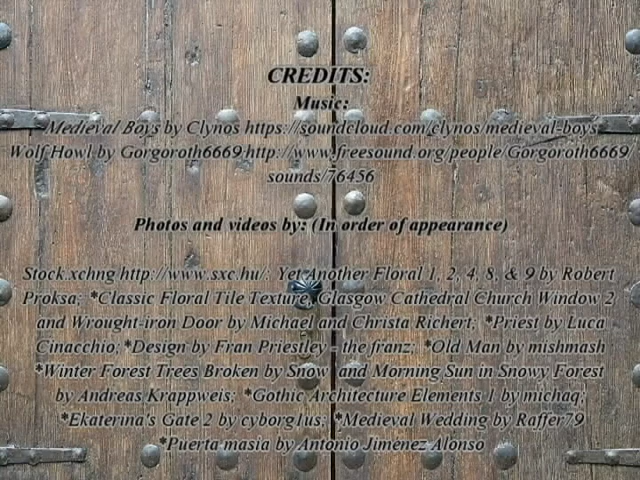 CREDITS:
Music:
Medieval Boys by Clynos https://soundcloud.com/clynos/medieval-boys
Wolf Howl by Gorgoroth6669 http://www.freesound.org/people/Gorgoroth6669/
sounds/76456
Photos and videos by: (In order of appearance)
Stock.xchng http://www.sxc.hu/: Yet Another Floral 1, 2, 4, 8, & 9 by Robert
Proksa; *Classic Floral Tile Texture, Glasgow Cathedral Church Window 2
and Wrought-iron Door by Michael and Christa Richert; *Priest by Luca
Cinacchio; *Design by Fran Priestley - the franz; *Old Man by mishmash
*Winter Forest Trees Broken by Snow and Morning Sun in Snowy Forest
by Andreas Krappweis; *Gothic Architecture Elements 1 by michaq;
*Ekaterina's Gate 2 by cyborg1us; *Medieval Wedding by Raffer79
*Puerta masia by Antonio Jiménez Alonso